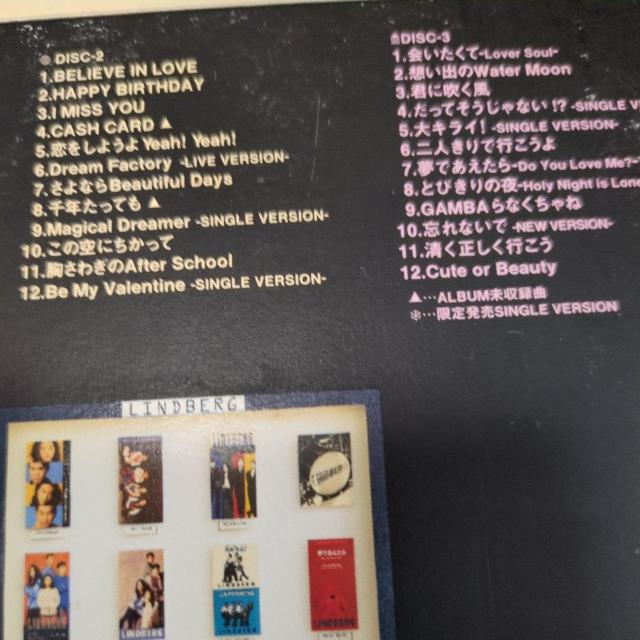 DISC-2
1.BELIEVE IN LOVE
2.HAPPY BIRTHDAY
3.I MISS YOU
4.CASH CARD ▲
5.恋をしようよYeah! Yeah!
6.Dream Factory -LIVE VERSION-
7.さよならBeautiful Days
8.千年たっても ▲
9.Magical Dreamer -SINGLE VERSION-
10.この空にちかって
11.胸さわぎのAfter School
12.Be My Valentine -SINGLE VERSION-
DISC-3
1.会いたくて-Lover Soul-
2.想い出のWater Moon
3.君に吹く風
4.だってそうじゃない!? -SINGLE V
5.大キライ! -SINGLE VERSION-
6.二人きりで行こうよ
7.夢であえたら-Do You Love Me?-
8.とびきりの夜-Holy Night is Lon
9.GAMBAらなくちゃね
10.忘れないで -NEW VERSION-
11.清く正しく行こう
12.Cute or Beauty
▲…ALBUM未収録曲
❄…限定発売SINGLE VERSION
LINDBERG
LINDBERG
LINDBERG
LINDBERG
LINDBERG